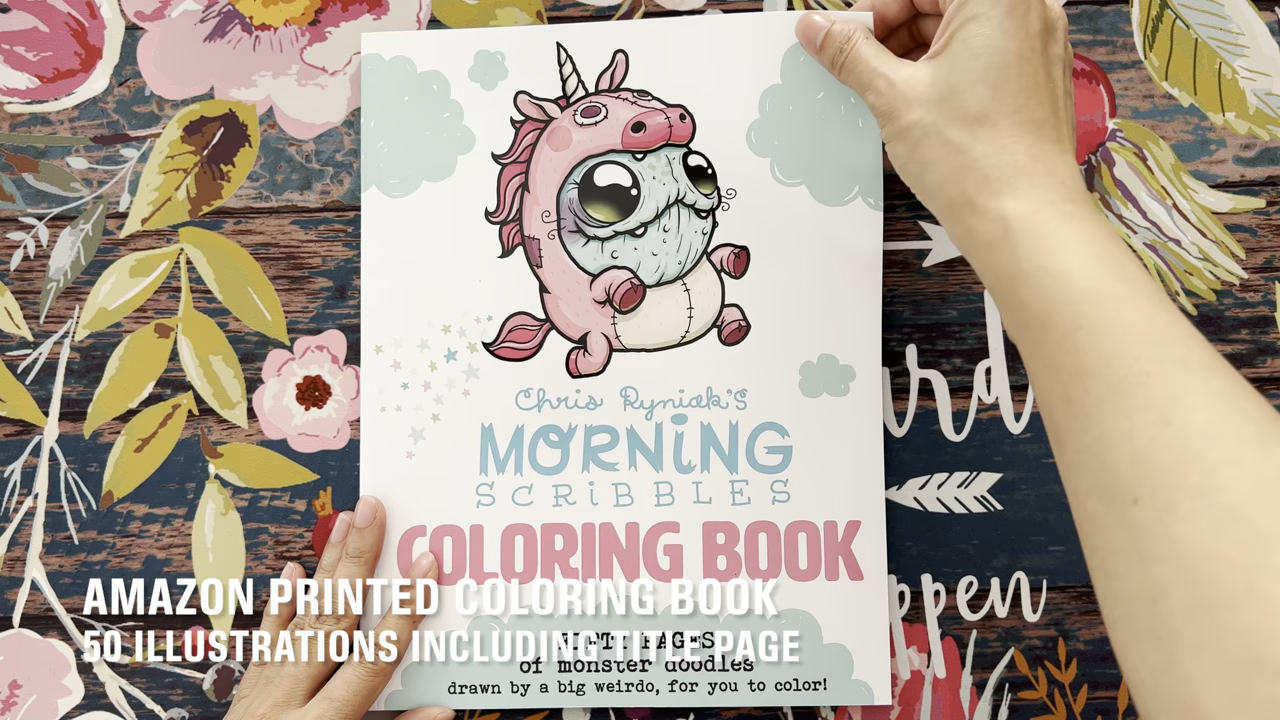 Chris Ryniak's
MORNiNG
SCRiBBLES
COLORING BOOK
AMAZON PRINTED COLORING BOOK
50 ILLUSTRATIONS INCLUDING TITLE PAGE
PAGES
of monster doodles
drawn by a big weirdo, for you to color!